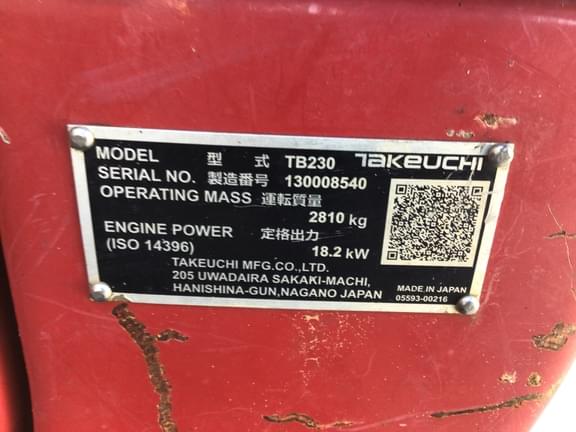 MODEL 型 式 TB230 TAKEUCHI
SERIAL NO. 製造番号 130008540
OPERATING MASS 運転質量
2810 kg
ENGINE POWER 定格出力
(ISO 14396) 18.2 kW
TAKEUCHI MFG.CO.,LTD.
205 UWADAIRA SAKAKI-MACHI,
HANISHINA-GUN,NAGANO JAPAN
MADE IN JAPAN
05593-00216